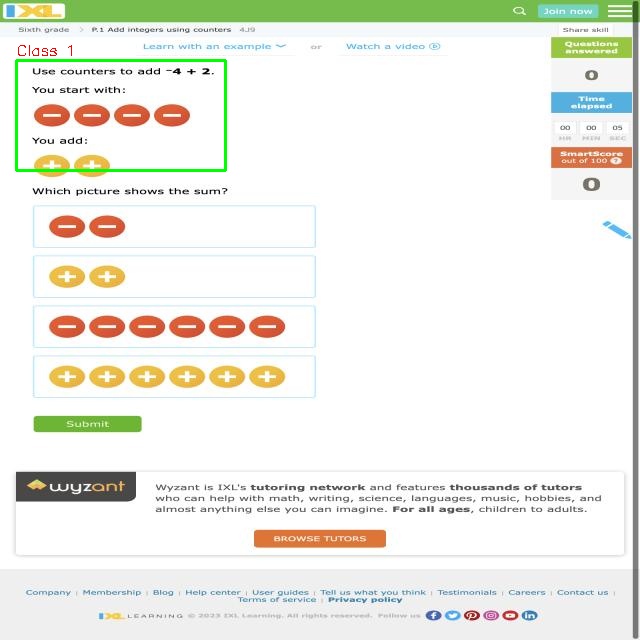 IXL
Join now
Sixth grade > P.1 Add integers using counters 4J9
Share skill
Class 1
Learn with an example or Watch a video
Questions answered
0
Time elapsed
00 00 05
HR MIN SEC
SmartScore
out of 100 ?
0
Use counters to add ⁻4 + 2.
You start with:
− − − −
You add:
+ +
Which picture shows the sum?
− −
+ +
− − − − − −
+ + + + + +
Submit
wyzant
Wyzant is IXL's tutoring network and features thousands of tutors
who can help with math, writing, science, languages, music, hobbies, and
almost anything else you can imagine. For all ages, children to adults.
BROWSE TUTORS
Company | Membership | Blog | Help center | User guides | Tell us what you think | Testimonials | Careers | Contact us |
Terms of service | Privacy policy
IXL LEARNING © 2023 IXL Learning. All rights reserved. Follow us